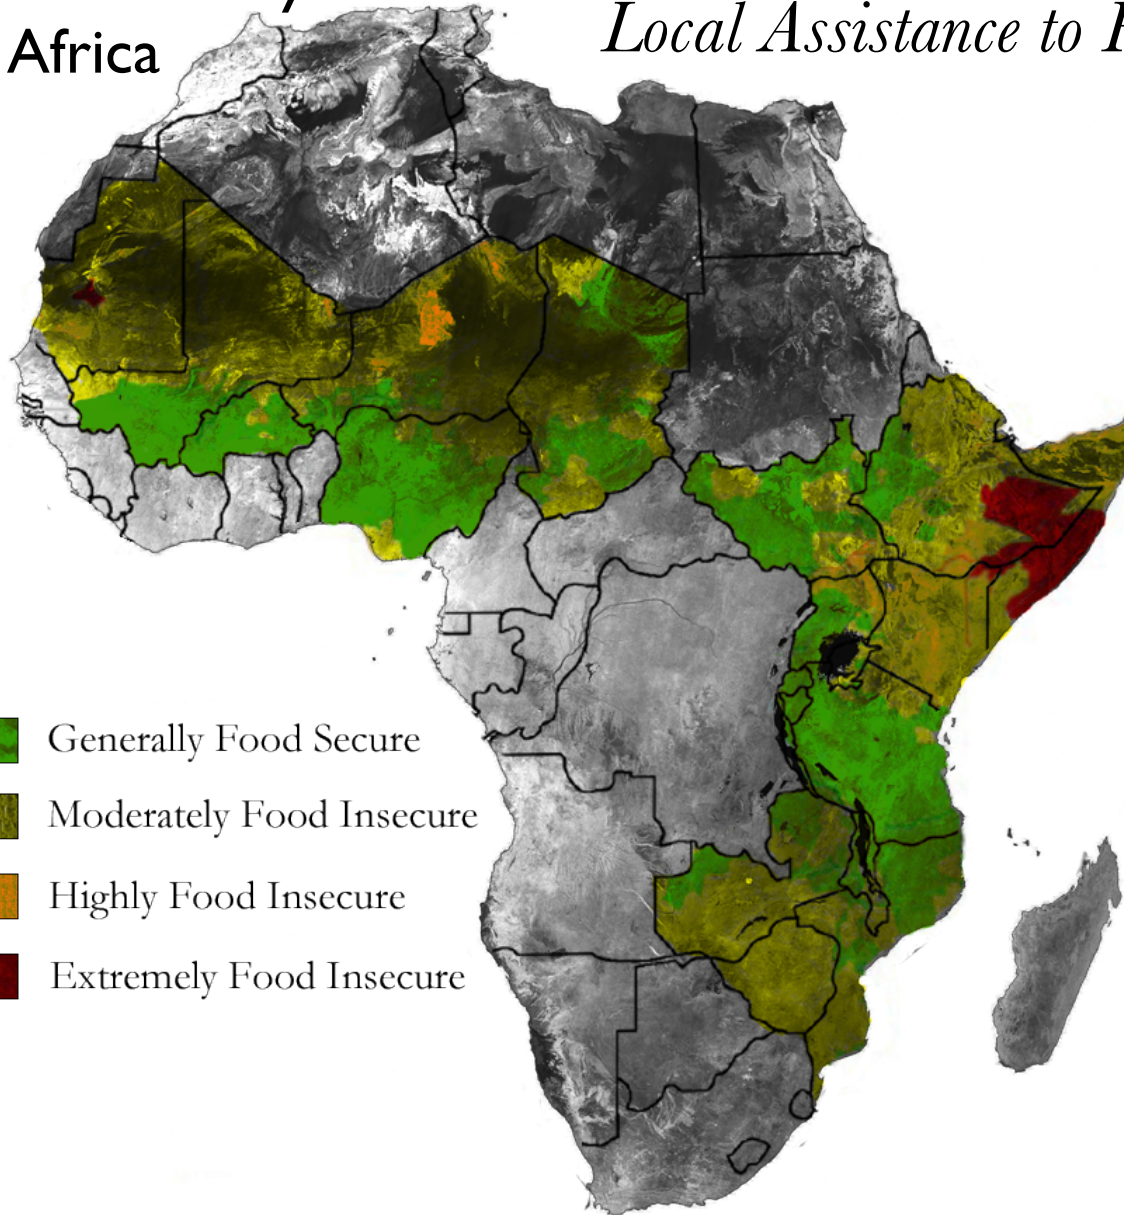 Local Assistance to
Africa
Generally Food Secure
Moderately Food Insecure
Highly Food Insecure
Extremely Food Insecure